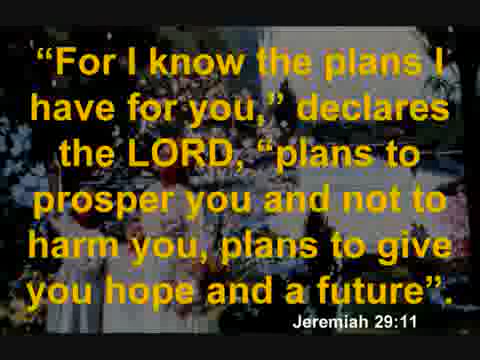 “For I know the plans I
have for you,” declares
the LORD, “plans to
prosper you and not to
harm you, plans to give
you hope and a future”.
Jeremiah 29:11